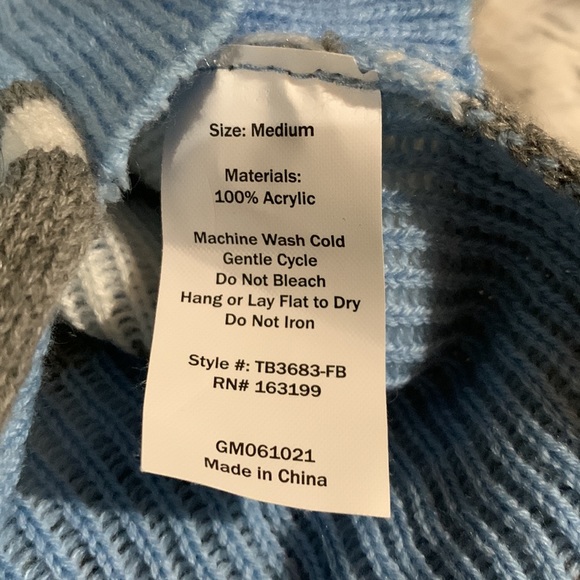 Size: Medium
Materials:
100% Acrylic
Machine Wash Cold
Gentle Cycle
Do Not Bleach
Hang or Lay Flat to Dry
Do Not Iron
Style #: TB3683-FB
RN# 163199
GM061021
Made in China